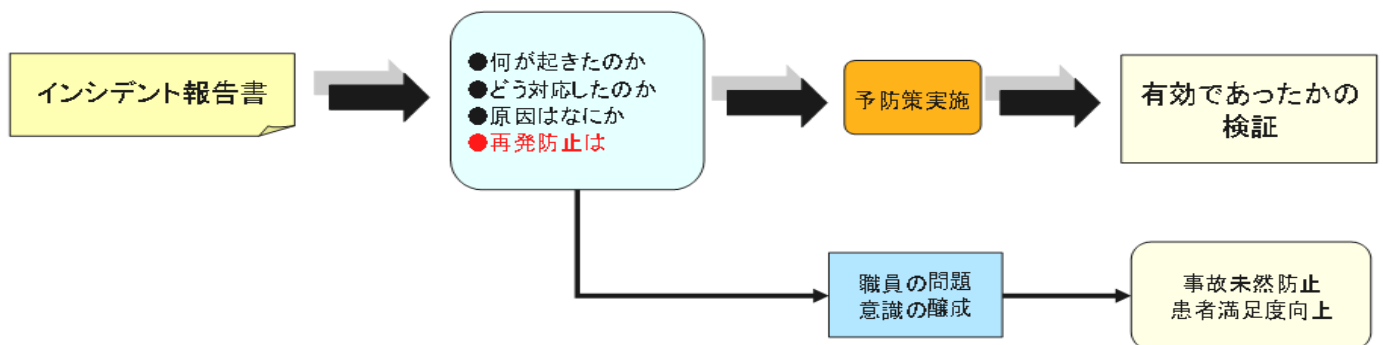 インシデント報告書
●何が起きたのか
●どう対応したのか
●原因はなにか
●再発防止は
予防策実施
有効であったかの
検証
職員の問題
意識の醸成
事故未然防止
患者満足度向上